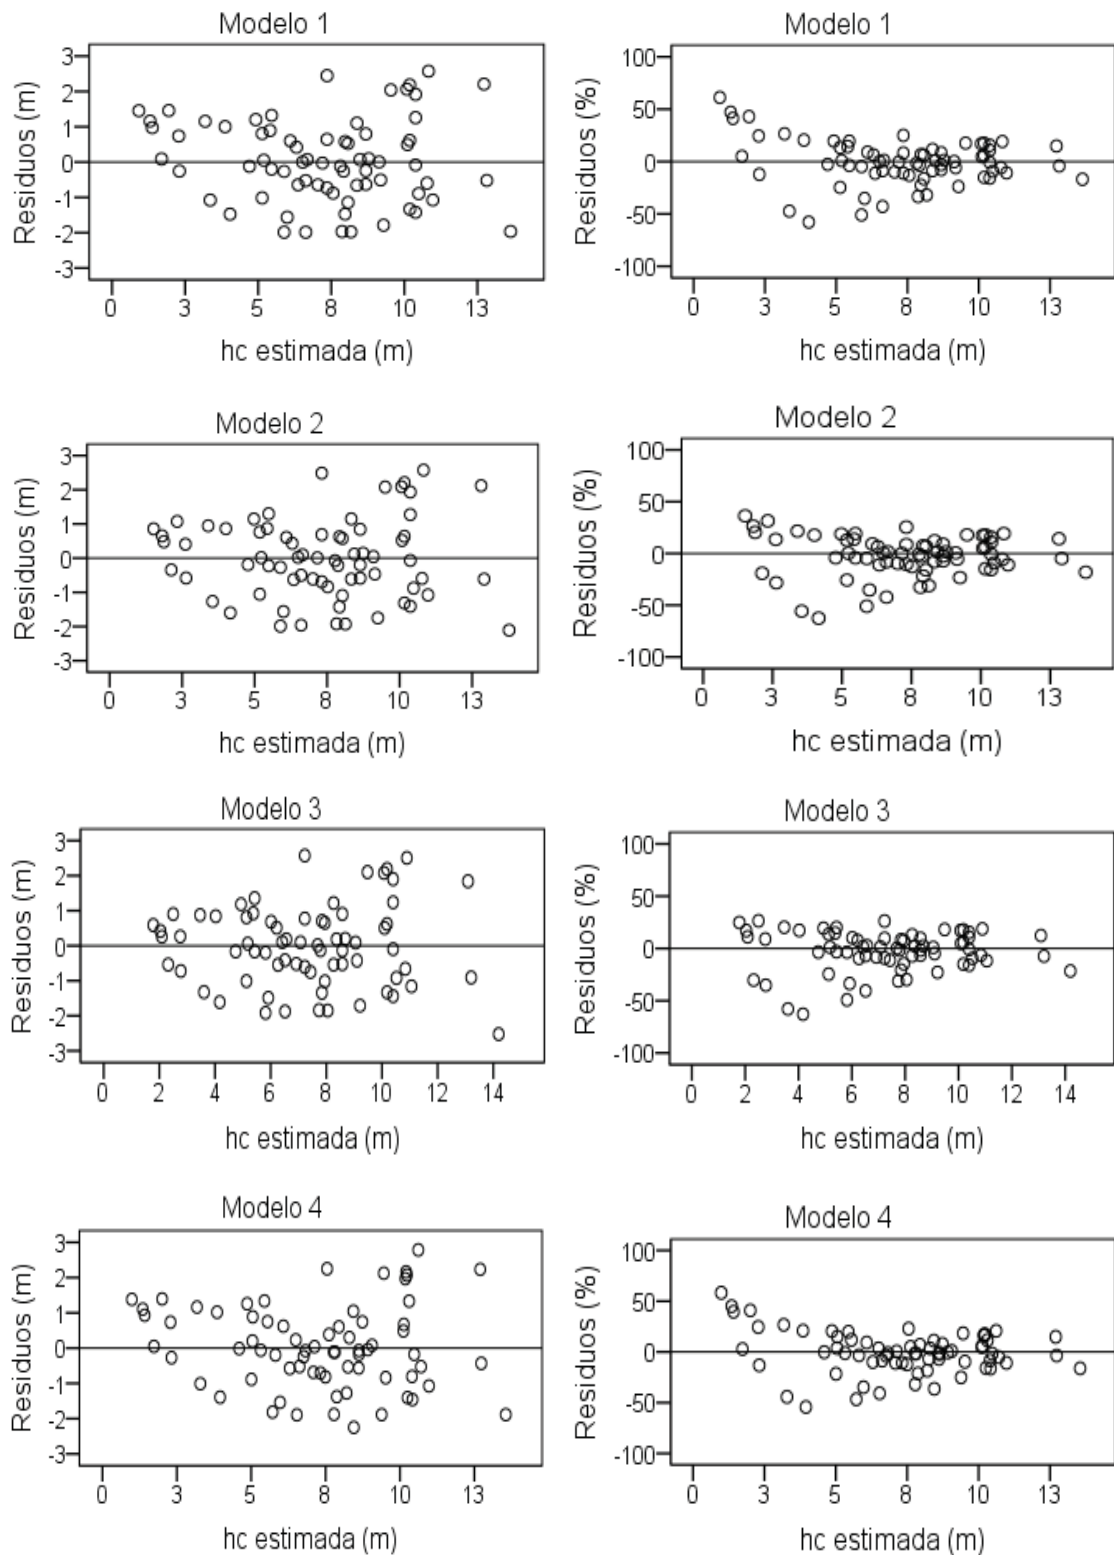 Modelo 1
Residuos (m)
3
2
1
0
-1
-2
-3
0 3 5 8 10 13
hc estimada (m)
Modelo 1
Residuos (%)
100
50
0
-50
-100
0 3 5 8 10 13
hc estimada (m)
Modelo 2
Residuos (m)
3
2
1
0
-1
-2
-3
0 3 5 8 10 13
hc estimada (m)
Modelo 2
Residuos (%)
100
50
0
-50
-100
0 3 5 8 10 13
hc estimada (m)
Modelo 3
Residuos (m)
3
2
1
0
-1
-2
-3
0 2 4 6 8 10 12 14
hc estimada (m)
Modelo 3
Residuos (%)
100
50
0
-50
-100
0 2 4 6 8 10 12 14
hc estimada (m)
Modelo 4
Residuos (m)
3
2
1
0
-1
-2
-3
0 3 5 8 10 13
hc estimada (m)
Modelo 4
Residuos (%)
100
50
0
-50
-100
0 3 5 8 10 13
hc estimada (m)